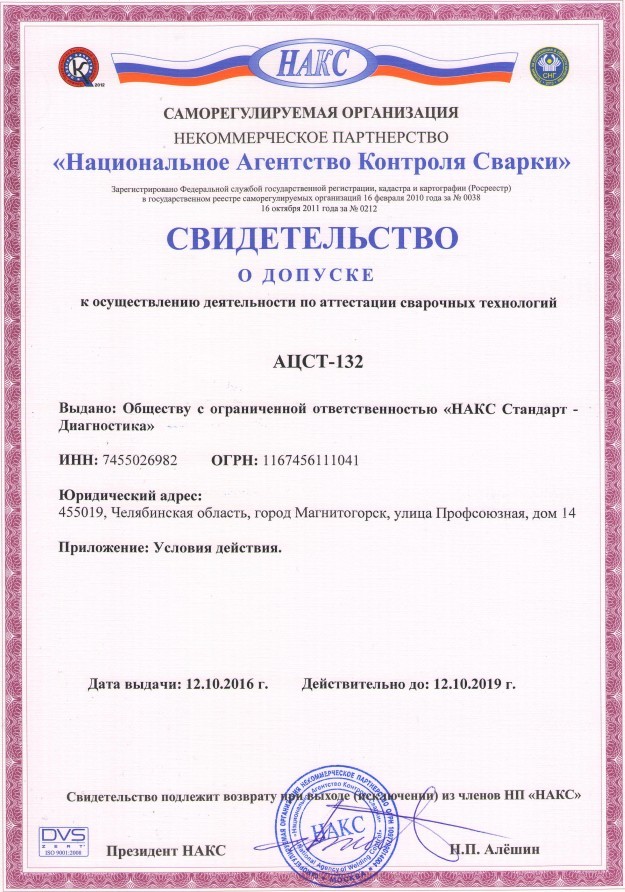 НАКС
2012
СНГ
САМОРЕГУЛИРУЕМАЯ ОРГАНИЗАЦИЯ
НЕКОММЕРЧЕСКОЕ ПАРТНЕРСТВО
«Национальное Агентство Контроля Сварки»
Зарегистрировано Федеральной службой государственной регистрации, кадастра и картографии (Росреестр)
в государственном реестре саморегулируемых организаций 16 февраля 2010 года за № 0038
16 октября 2011 года за № 0212
СВИДЕТЕЛЬСТВО
О ДОПУСКЕ
к осуществлению деятельности по аттестации сварочных технологий
АЦСТ-132
Выдано: Обществу с ограниченной ответственностью «НАКС Стандарт -
Диагностика»
ИНН: 7455026982 ОГРН: 1167456111041
Юридический адрес:
455019, Челябинская область, город Магнитогорск, улица Профсоюзная, дом 14
Приложение: Условия действия.
Дата выдачи: 12.10.2016 г. Действительно до: 12.10.2019 г.
Свидетельство подлежит возврату при выходе (исключении) из членов НП «НАКС»
НАКС
DVS
ZERT
ISO 9001:2008
Президент НАКС Н.П. Алёшин